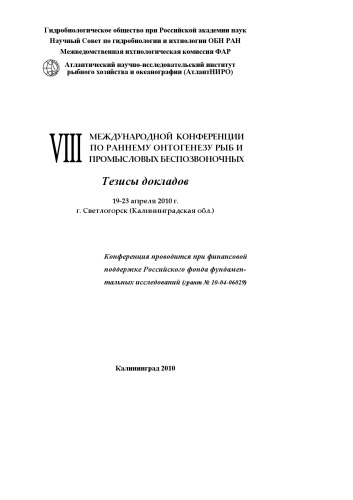 Гидробиологическое общество при Российской академии наук
Научный Совет по гидробиологии и ихтиологии ОБН РАН
Межведомственная ихтиологическая комиссия ФАР
Атлантический научно-исследовательский институт
рыбного хозяйства и океанографии (АтлантНИРО)
VIII МЕЖДУНАРОДНОЙ КОНФЕРЕНЦИИ
ПО РАННЕМУ ОНТОГЕНЕЗУ РЫБ И
ПРОМЫСЛОВЫХ БЕСПОЗВОНОЧНЫХ
Тезисы докладов
19-23 апреля 2010 г.
г. Светлогорск (Калининградская обл.)
Конференция проводится при финансовой
поддержке Российского фонда фундамен-
тальных исследований (грант № 10-04-06029)
Калининград 2010